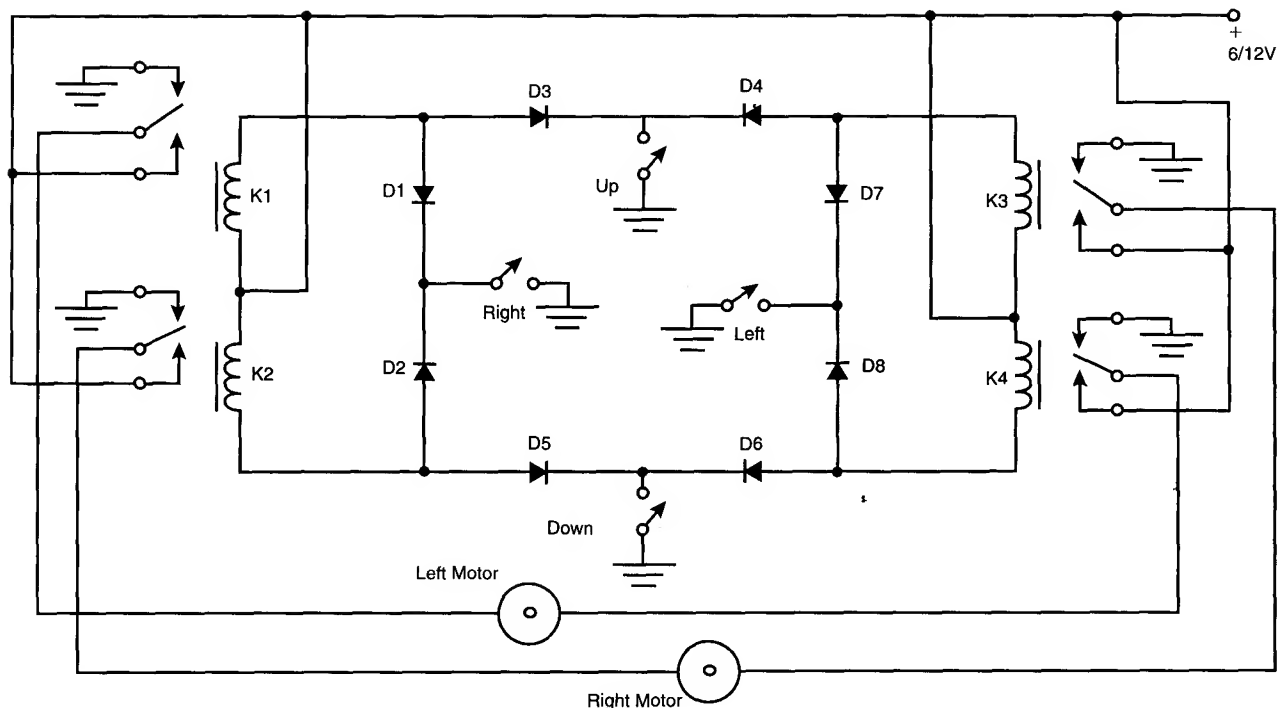 +
6/12V
D3
D4
K1
D1
Up
D7
K3
Right
Left
K2
D2
D8
K4
D5
D6
Down
Left Motor
Right Motor